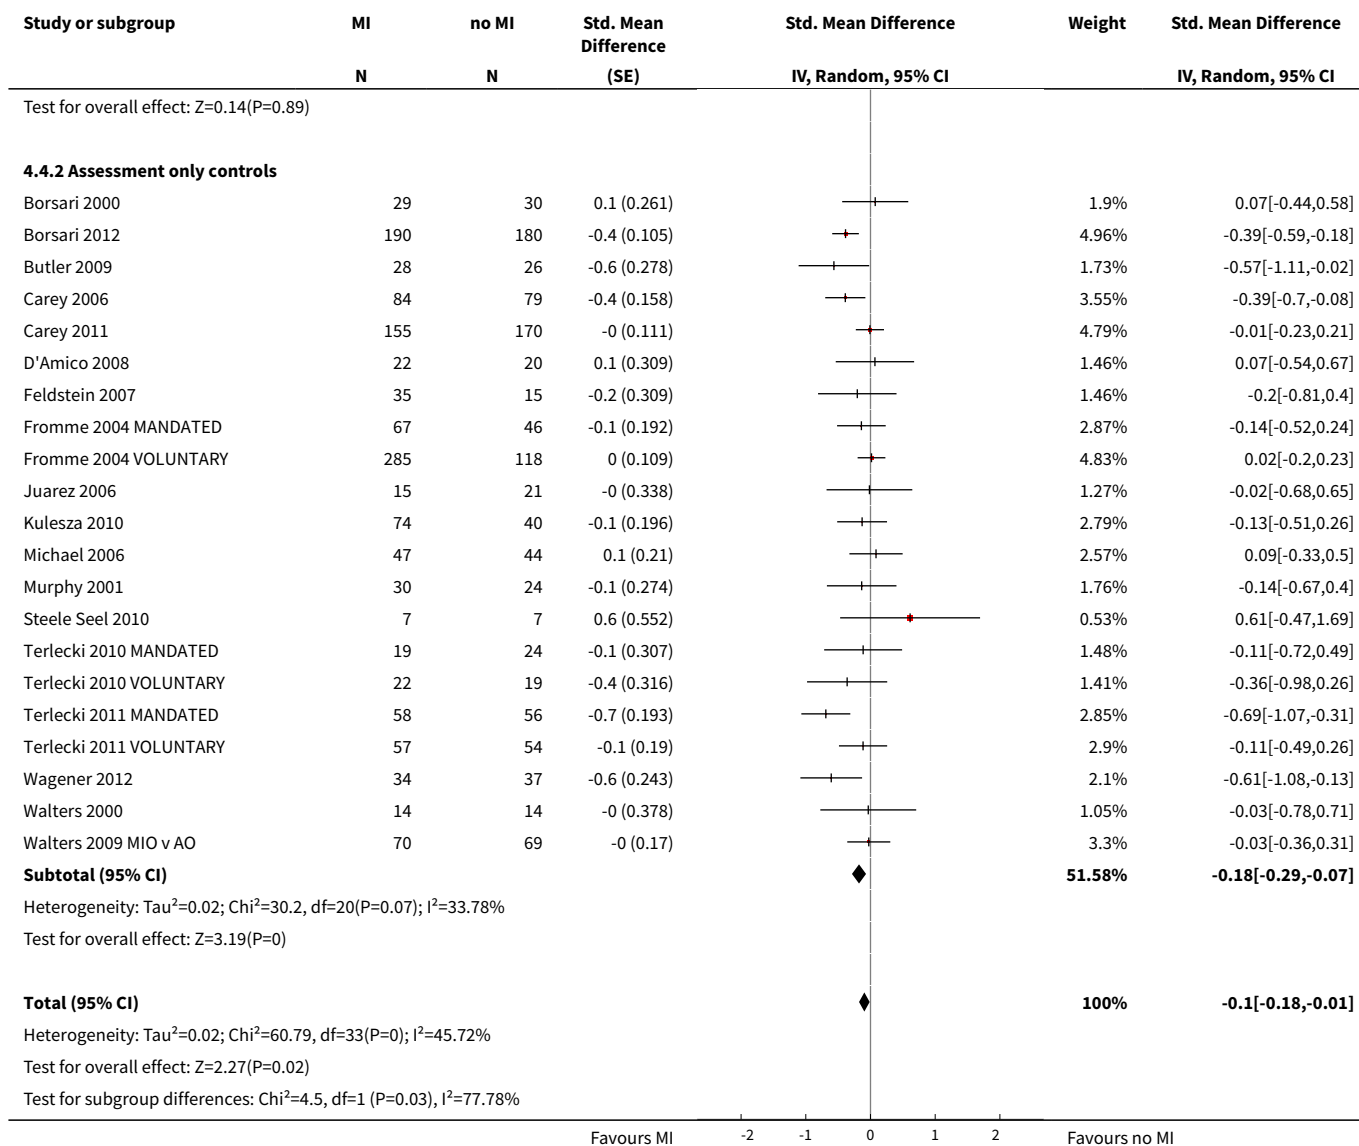 Study or subgroup MI no MI Std. Mean Difference Std. Mean Difference Weight Std. Mean Difference
N N (SE) IV, Random, 95% CI IV, Random, 95% CI
Test for overall effect: Z=0.14(P=0.89)
4.4.2 Assessment only controls
Borsari 2000 29 30 0.1 (0.261) 1.9% 0.07[-0.44,0.58]
Borsari 2012 190 180 -0.4 (0.105) 4.96% -0.39[-0.59,-0.18]
Butler 2009 28 26 -0.6 (0.278) 1.73% -0.57[-1.11,-0.02]
Carey 2006 84 79 -0.4 (0.158) 3.55% -0.39[-0.7,-0.08]
Carey 2011 155 170 -0 (0.111) 4.79% -0.01[-0.23,0.21]
D'Amico 2008 22 20 0.1 (0.309) 1.46% 0.07[-0.54,0.67]
Feldstein 2007 35 15 -0.2 (0.309) 1.46% -0.2[-0.81,0.4]
Fromme 2004 MANDATED 67 46 -0.1 (0.192) 2.87% -0.14[-0.52,0.24]
Fromme 2004 VOLUNTARY 285 118 0 (0.109) 4.83% 0.02[-0.2,0.23]
Juarez 2006 15 21 -0 (0.338) 1.27% -0.02[-0.68,0.65]
Kulesza 2010 74 40 -0.1 (0.196) 2.79% -0.13[-0.51,0.26]
Michael 2006 47 44 0.1 (0.21) 2.57% 0.09[-0.33,0.5]
Murphy 2001 30 24 -0.1 (0.274) 1.76% -0.14[-0.67,0.4]
Steele Seel 2010 7 7 0.6 (0.552) 0.53% 0.61[-0.47,1.69]
Terlecki 2010 MANDATED 19 24 -0.1 (0.307) 1.48% -0.11[-0.72,0.49]
Terlecki 2010 VOLUNTARY 22 19 -0.4 (0.316) 1.41% -0.36[-0.98,0.26]
Terlecki 2011 MANDATED 58 56 -0.7 (0.193) 2.85% -0.69[-1.07,-0.31]
Terlecki 2011 VOLUNTARY 57 54 -0.1 (0.19) 2.9% -0.11[-0.49,0.26]
Wagener 2012 34 37 -0.6 (0.243) 2.1% -0.61[-1.08,-0.13]
Walters 2000 14 14 -0 (0.378) 1.05% -0.03[-0.78,0.71]
Walters 2009 MIO v AO 70 69 -0 (0.17) 3.3% -0.03[-0.36,0.31]
Subtotal (95% CI) 51.58% -0.18[-0.29,-0.07]
Heterogeneity: Tau²=0.02; Chi²=30.2, df=20(P=0.07); I²=33.78%
Test for overall effect: Z=3.19(P=0)
Total (95% CI) 100% -0.1[-0.18,-0.01]
Heterogeneity: Tau²=0.02; Chi²=60.79, df=33(P=0); I²=45.72%
Test for overall effect: Z=2.27(P=0.02)
Test for subgroup differences: Chi²=4.5, df=1 (P=0.03), I²=77.78%
Favours MI -2 -1 0 1 2 Favours no MI